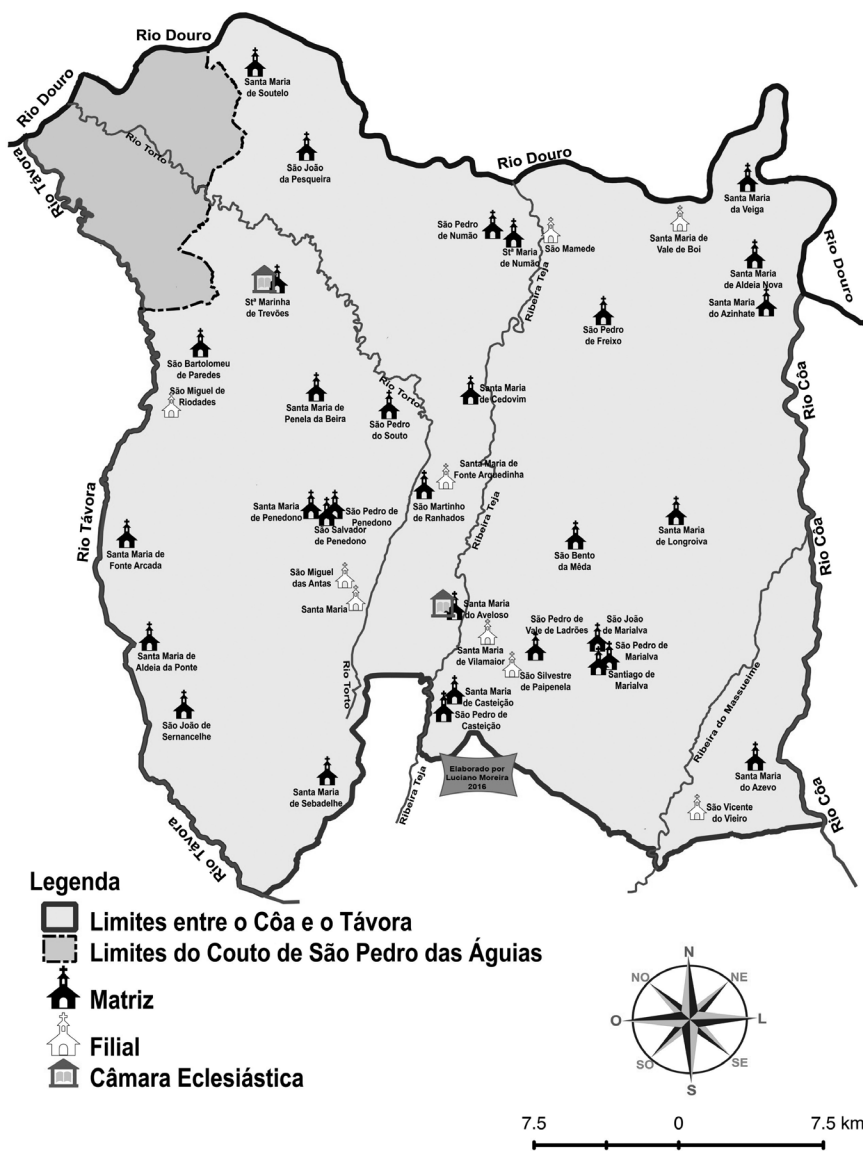 Rio Douro
Rio Douro
Rio Távora
Rio Torto
Santa Maria
de Soutelo
São João
da Pesqueira
Rio Douro
Santa Maria
da Veiga
São Pedro
de Numão
Stª Maria
de Numão
São Mamede
Santa Maria de
Vale de Boi
Rio Douro
Santa Maria
de Aldeia Nova
Santa Maria
do Azinhate
Stª Marinha
de Trevões
Ribeira Teja
São Pedro
de Freixo
São Bartolomeu
de Paredes
São Miguel de
Riodades
Santa Maria de
Penela da Beira
Rio Torto
São Pedro
do Souto
Santa Maria
de Cedovim
Rio Côa
Santa Maria de
Fonte Arquedinha
São Martinho
de Ranhados
Rio Távora
Santa Maria
de Penedono
São Pedro de
Penedono
São Salvador
de Penedono
Ribeira Teja
Santa Maria
de Longroiva
Santa Maria de
Fonte Arcada
São Bento
da Mêda
Rio Côa
São Miguel
das Antas
Santa Maria
Santa Maria
do Aveloso
São Pedro de
Vale de Ladrões
São João
de Marialva
São Pedro de
Marialva
Santiago de
Marialva
Santa Maria de
Aldeia da Ponte
Santa Maria
de Vilamaior
São Silvestre
de Paipenela
Rio Torto
Santa Maria
de Casteição
São Pedro de
Casteição
Ribeira do Massueime
São João de
Sernancelhe
Santa Maria
de Sebadelhe
Ribeira Teja
Elaborado por
Luciano Moreira
2016
Santa Maria
do Azevo
São Vicente
do Vieiro
Rio Côa
Rio Távora
Legenda
Limites entre o Côa e o Távora
Limites do Couto de São Pedro das Águias
Matriz
Filial
Câmara Eclesiástica
N
NO
NE
O
L
SO
SE
S
7.5
0
7.5 km